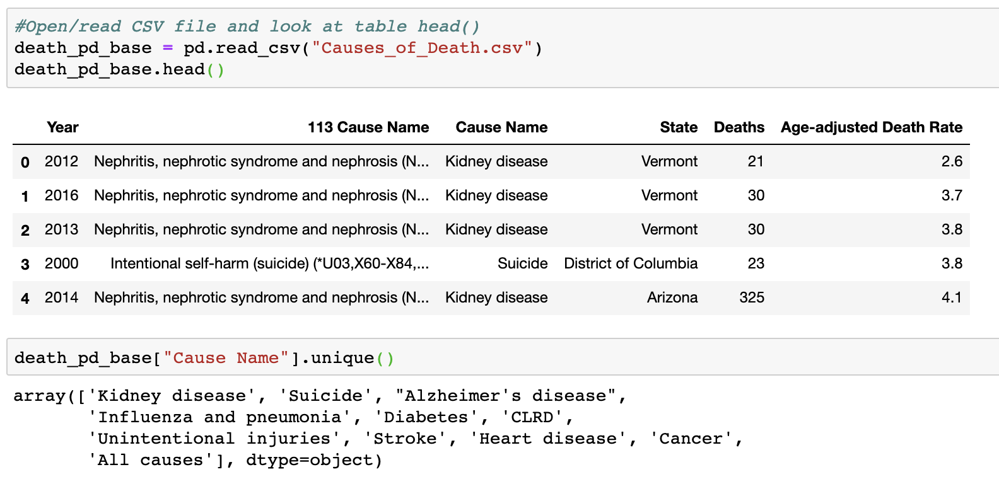 #Open/read CSV file and look at table head()
death_pd_base = pd.read_csv("Causes_of_Death.csv")
death_pd_base.head()
Year 113 Cause Name Cause Name State Deaths Age-adjusted Death Rate
0 2012 Nephritis, nephrotic syndrome and nephrosis (N... Kidney disease Vermont 21 2.6
1 2016 Nephritis, nephrotic syndrome and nephrosis (N... Kidney disease Vermont 30 3.7
2 2013 Nephritis, nephrotic syndrome and nephrosis (N... Kidney disease Vermont 30 3.8
3 2000 Intentional self-harm (suicide) (*U03,X60-X84,... Suicide District of Columbia 23 3.8
4 2014 Nephritis, nephrotic syndrome and nephrosis (N... Kidney disease Arizona 325 4.1
death_pd_base["Cause Name"].unique()
array(['Kidney disease', 'Suicide', "Alzheimer's disease",
'Influenza and pneumonia', 'Diabetes', 'CLRD',
'Unintentional injuries', 'Stroke', 'Heart disease', 'Cancer',
'All causes'], dtype=object)